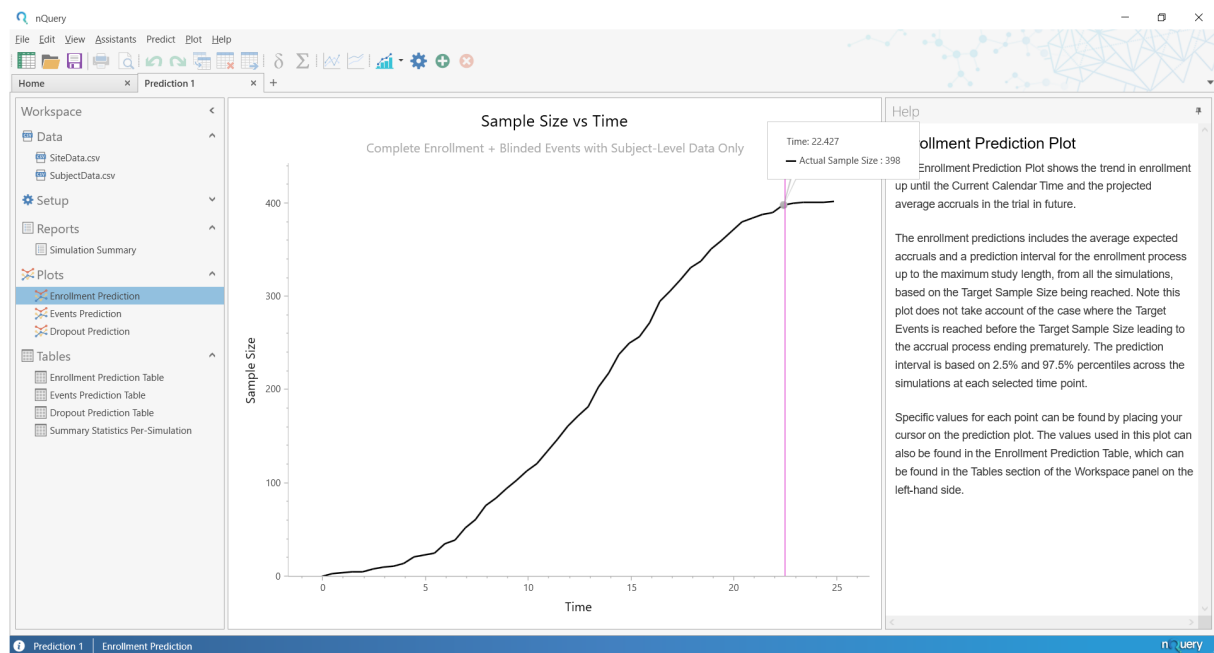 nQuery
File Edit View Assistants Predict Plot Help
Home × Prediction 1 × +
Workspace
Data
SiteData.csv
SubjectData.csv
Setup
Reports
Simulation Summary
Plots
Enrollment Prediction
Events Prediction
Dropout Prediction
Tables
Enrollment Prediction Table
Events Prediction Table
Dropout Prediction Table
Summary Statistics Per-Simulation
Sample Size vs Time
Complete Enrollment + Blinded Events with Subject-Level Data Only
Time: 22.427
Actual Sample Size : 398
Sample Size
400
300
200
100
0
0 5 10 15 20 25
Time
Help
Prediction Plot
Enrollment Prediction Plot shows the trend in enrollment
up until the Current Calendar Time and the projected
average accruals in the trial in future.
The enrollment predictions includes the average expected
accruals and a prediction interval for the enrollment process
up to the maximum study length, from all the simulations,
based on the Target Sample Size being reached. Note this
plot does not take account of the case where the Target
Events is reached before the Target Sample Size leading to
the accrual process ending prematurely. The prediction
interval is based on 2.5% and 97.5% percentiles across the
simulations at each selected time point.
Specific values for each point can be found by placing your
cursor on the prediction plot. The values used in this plot can
also be found in the Enrollment Prediction Table, which can
be found in the Tables section of the Workspace panel on the
left-hand side.
Prediction 1 Enrollment Prediction
nQuery